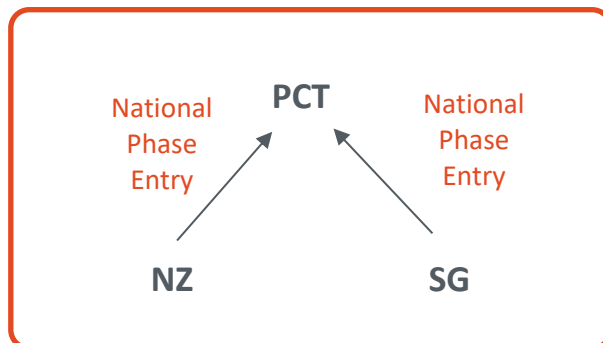 National
Phase
Entry
PCT
National
Phase
Entry
NZ
SG